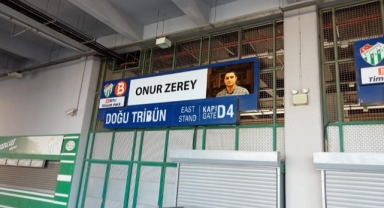 B
ONUR ZEREY
DOĞU TRİBÜN
EAST
STAND
KAPI
GATE
D4
B